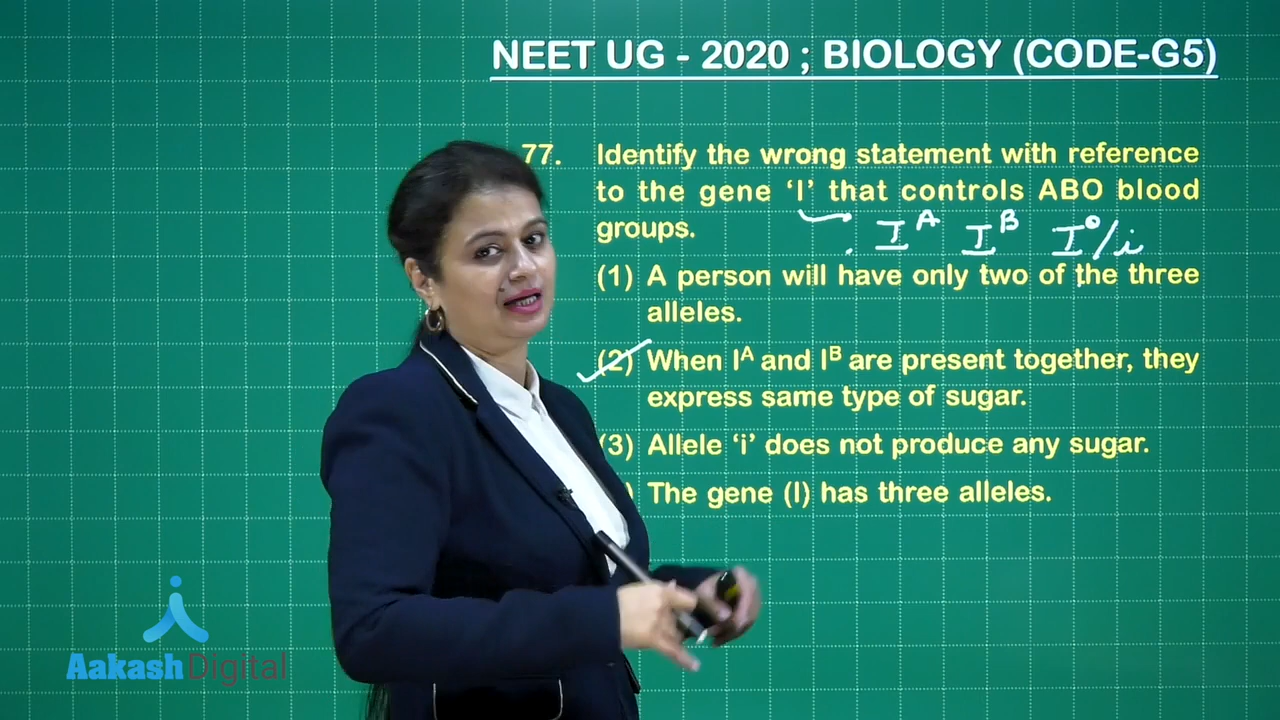 NEET UG - 2020 ; BIOLOGY (CODE-G5)
77. Identify the wrong statement with reference
to the gene ‘I’ that controls ABO blood
groups.
I^A I^B I^o/i
(1) A person will have only two of the three
alleles.
(2) When I^A and I^B are present together, they
express same type of sugar.
(3) Allele ‘i’ does not produce any sugar.
) The gene (I) has three alleles.
Aakash Digital